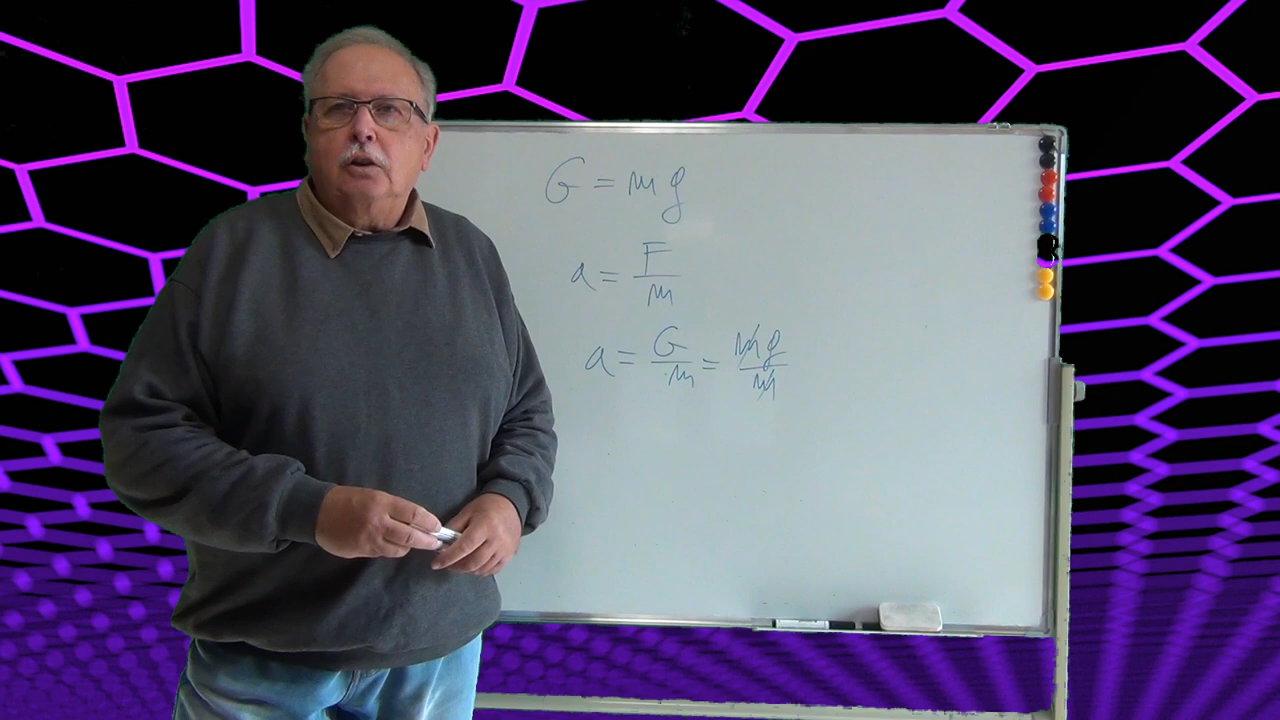 G = mg
a = F/m
a = G/m = mg/m